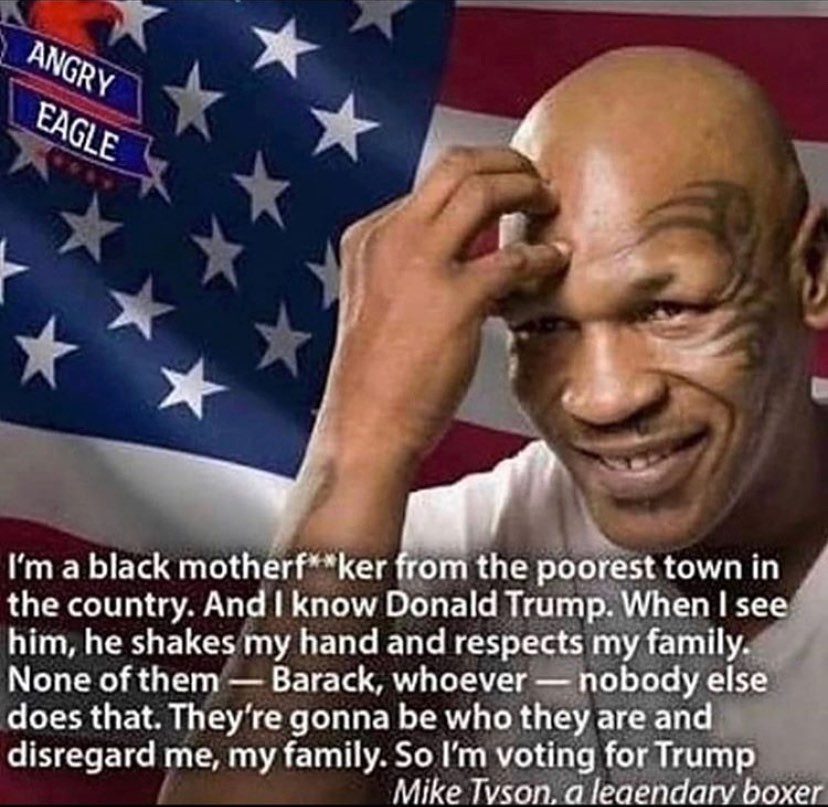 ANGRY
EAGLE
I'm a black motherf**ker from the poorest town in
the country. And I know Donald Trump. When I see
him, he shakes my hand and respects my family.
None of them — Barack, whoever — nobody else
does that. They're gonna be who they are and
disregard me, my family. So I'm voting for Trump
Mike Tyson, a legendary boxer